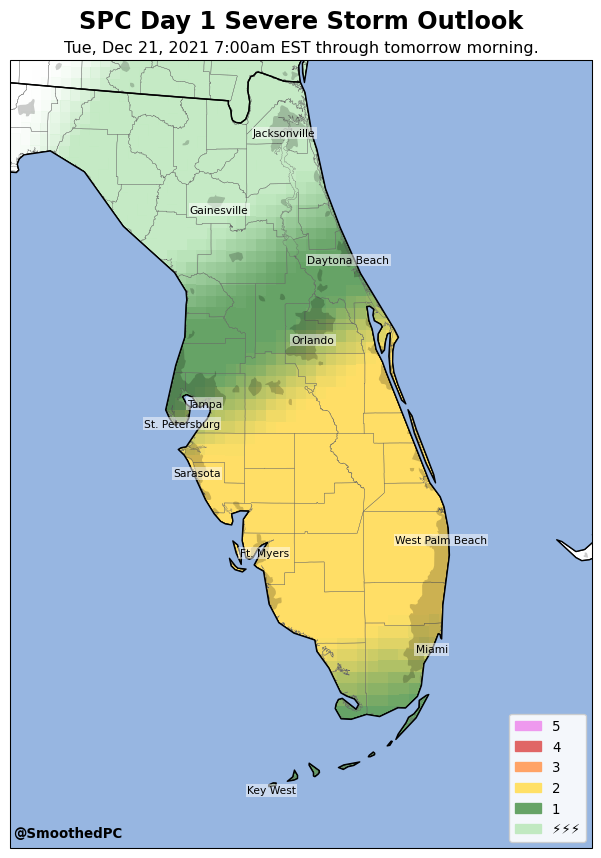 SPC Day 1 Severe Storm Outlook
Tue, Dec 21, 2021 7:00am EST through tomorrow morning.
Jacksonville
Gainesville
Daytona Beach
Orlando
Tampa
St. Petersburg
Sarasota
West Palm Beach
Ft. Myers
Miami
Key West
5
4
3
2
1
⚡⚡⚡
@SmoothedPC